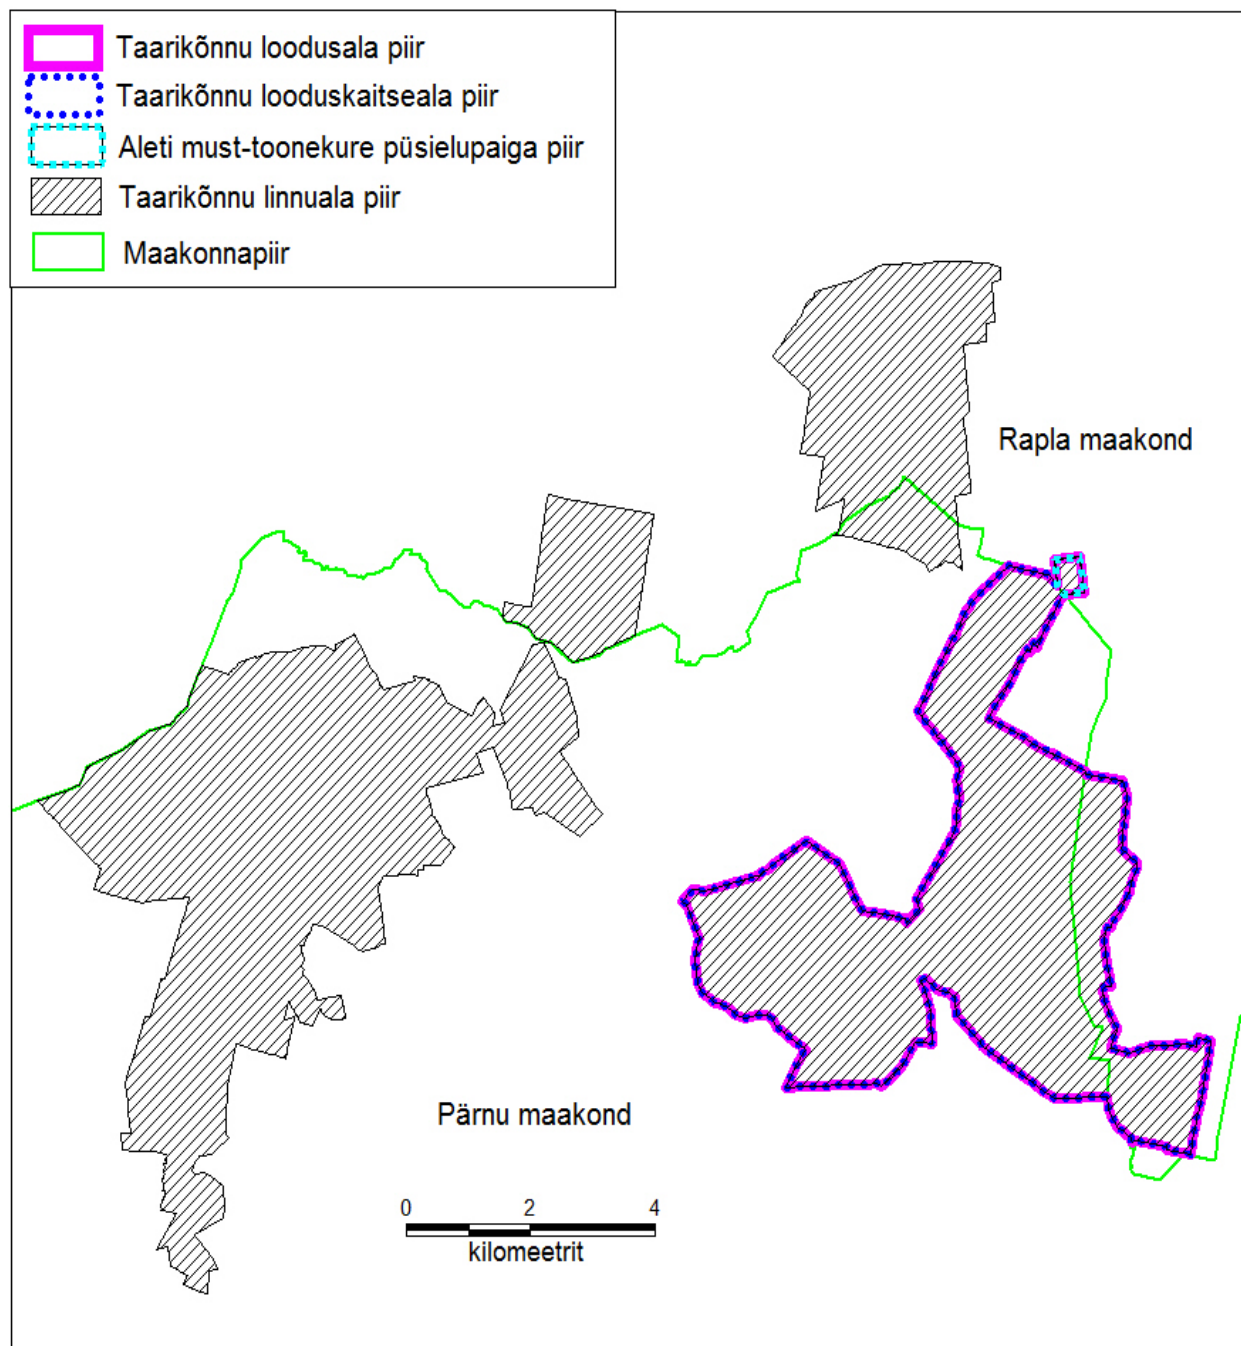 Taarikõnnu loodusala piir
Taarikõnnu looduskaitseala piir
Aleti must-toonekure püsielupaiga piir
Taarikõnnu linnuala piir
Maakonnapiir
Rapla maakond
Pärnu maakond
0 2 4
kilomeetrit